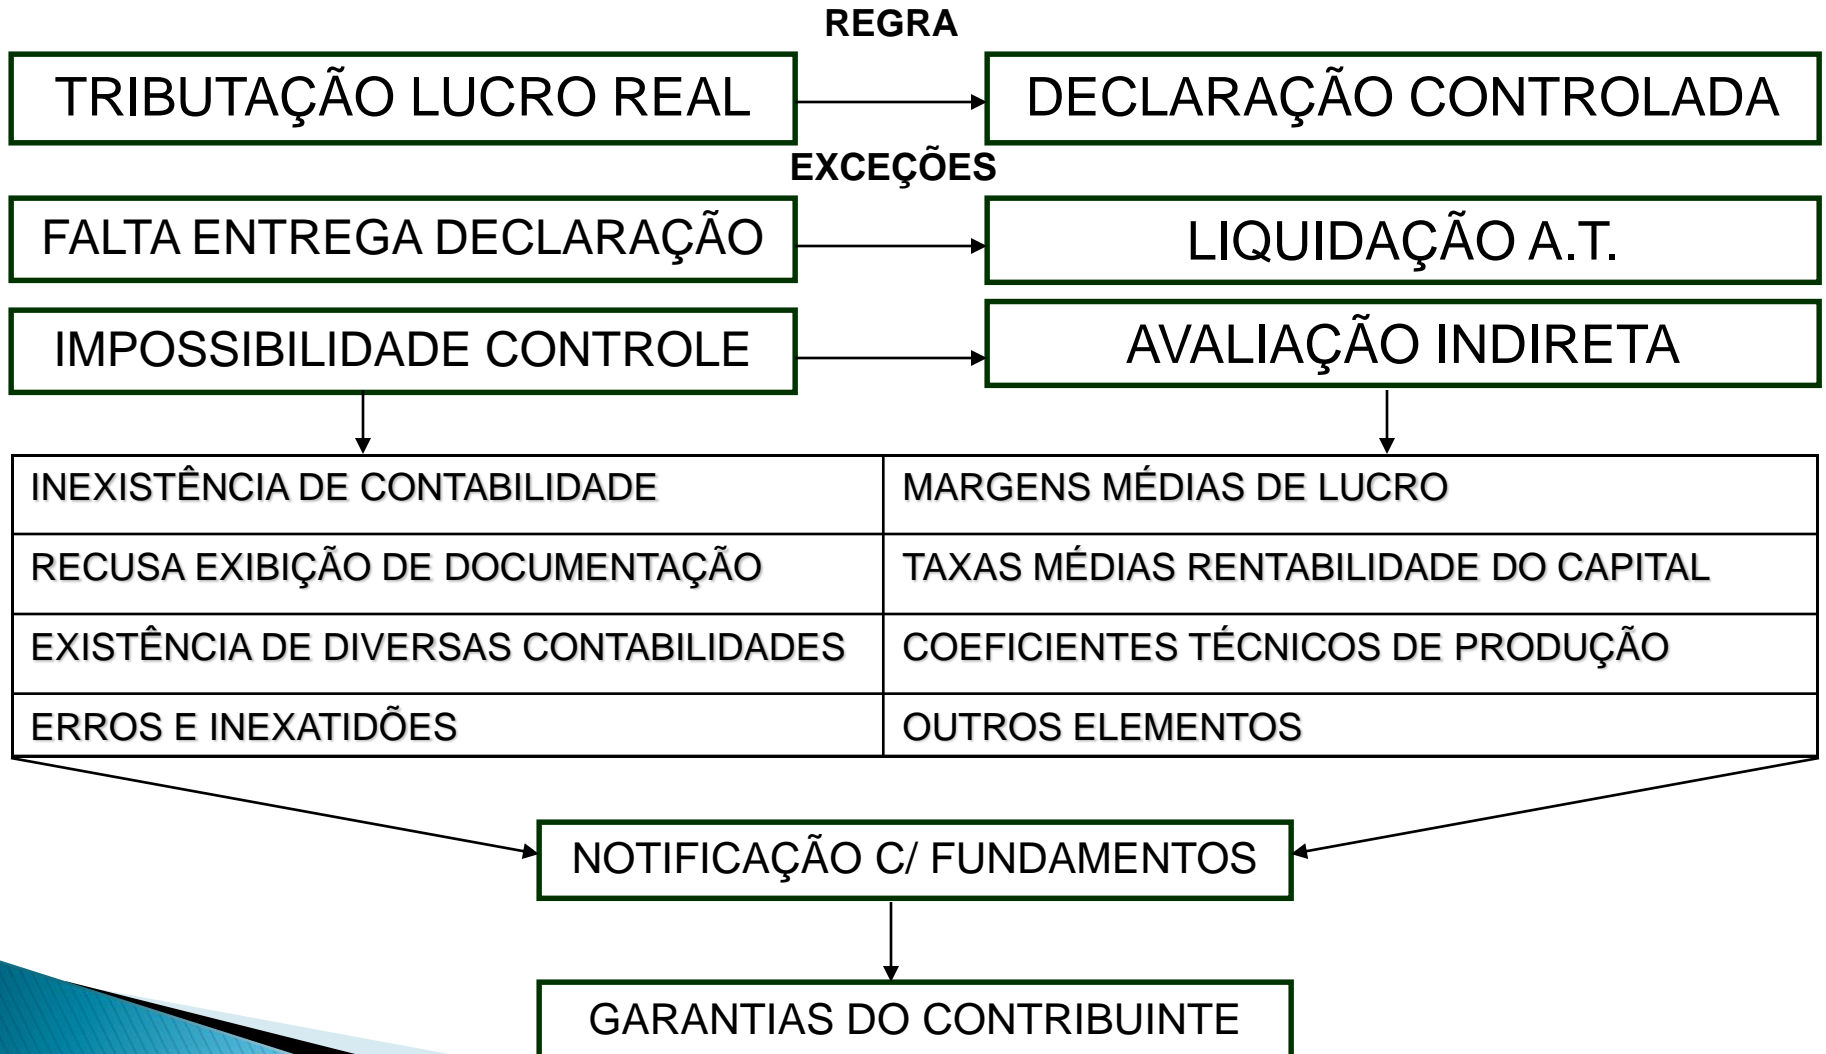 REGRA
TRIBUTAÇÃO LUCRO REAL
DECLARAÇÃO CONTROLADA
EXCEÇÕES
FALTA ENTREGA DECLARAÇÃO
LIQUIDAÇÃO A.T.
IMPOSSIBILIDADE CONTROLE
AVALIAÇÃO INDIRETA
INEXISTÊNCIA DE CONTABILIDADE
MARGENS MÉDIAS DE LUCRO
RECUSA EXIBIÇÃO DE DOCUMENTAÇÃO
TAXAS MÉDIAS RENTABILIDADE DO CAPITAL
EXISTÊNCIA DE DIVERSAS CONTABILIDADES
COEFICIENTES TÉCNICOS DE PRODUÇÃO
ERROS E INEXATIDÕES
OUTROS ELEMENTOS
NOTIFICAÇÃO C/ FUNDAMENTOS
GARANTIAS DO CONTRIBUINTE